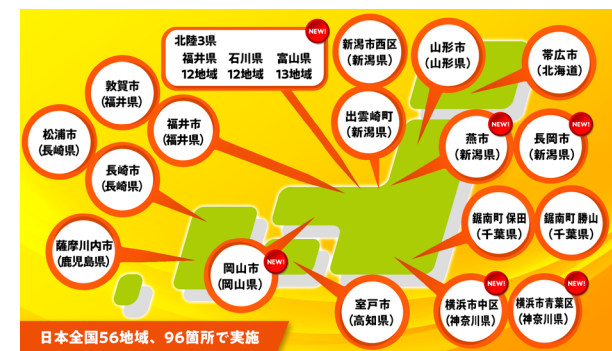 北陸3県
福井県 石川県 富山県
12地域 12地域 13地域
NEW!
新潟市西区
(新潟県)
山形市
(山形県)
帯広市
(北海道)
敦賀市
(福井県)
福井市
(福井県)
出雲崎町
(新潟県)
燕市
(新潟県)
NEW!
長岡市
(新潟県)
NEW!
松浦市
(長崎県)
長崎市
(長崎県)
鋸南町 保田
(千葉県)
鋸南町 勝山
(千葉県)
薩摩川内市
(鹿児島県)
岡山市
(岡山県)
NEW!
室戸市
(高知県)
横浜市中区
(神奈川県)
NEW!
横浜市青葉区
(神奈川県)
NEW!
日本全国56地域、96箇所で実施